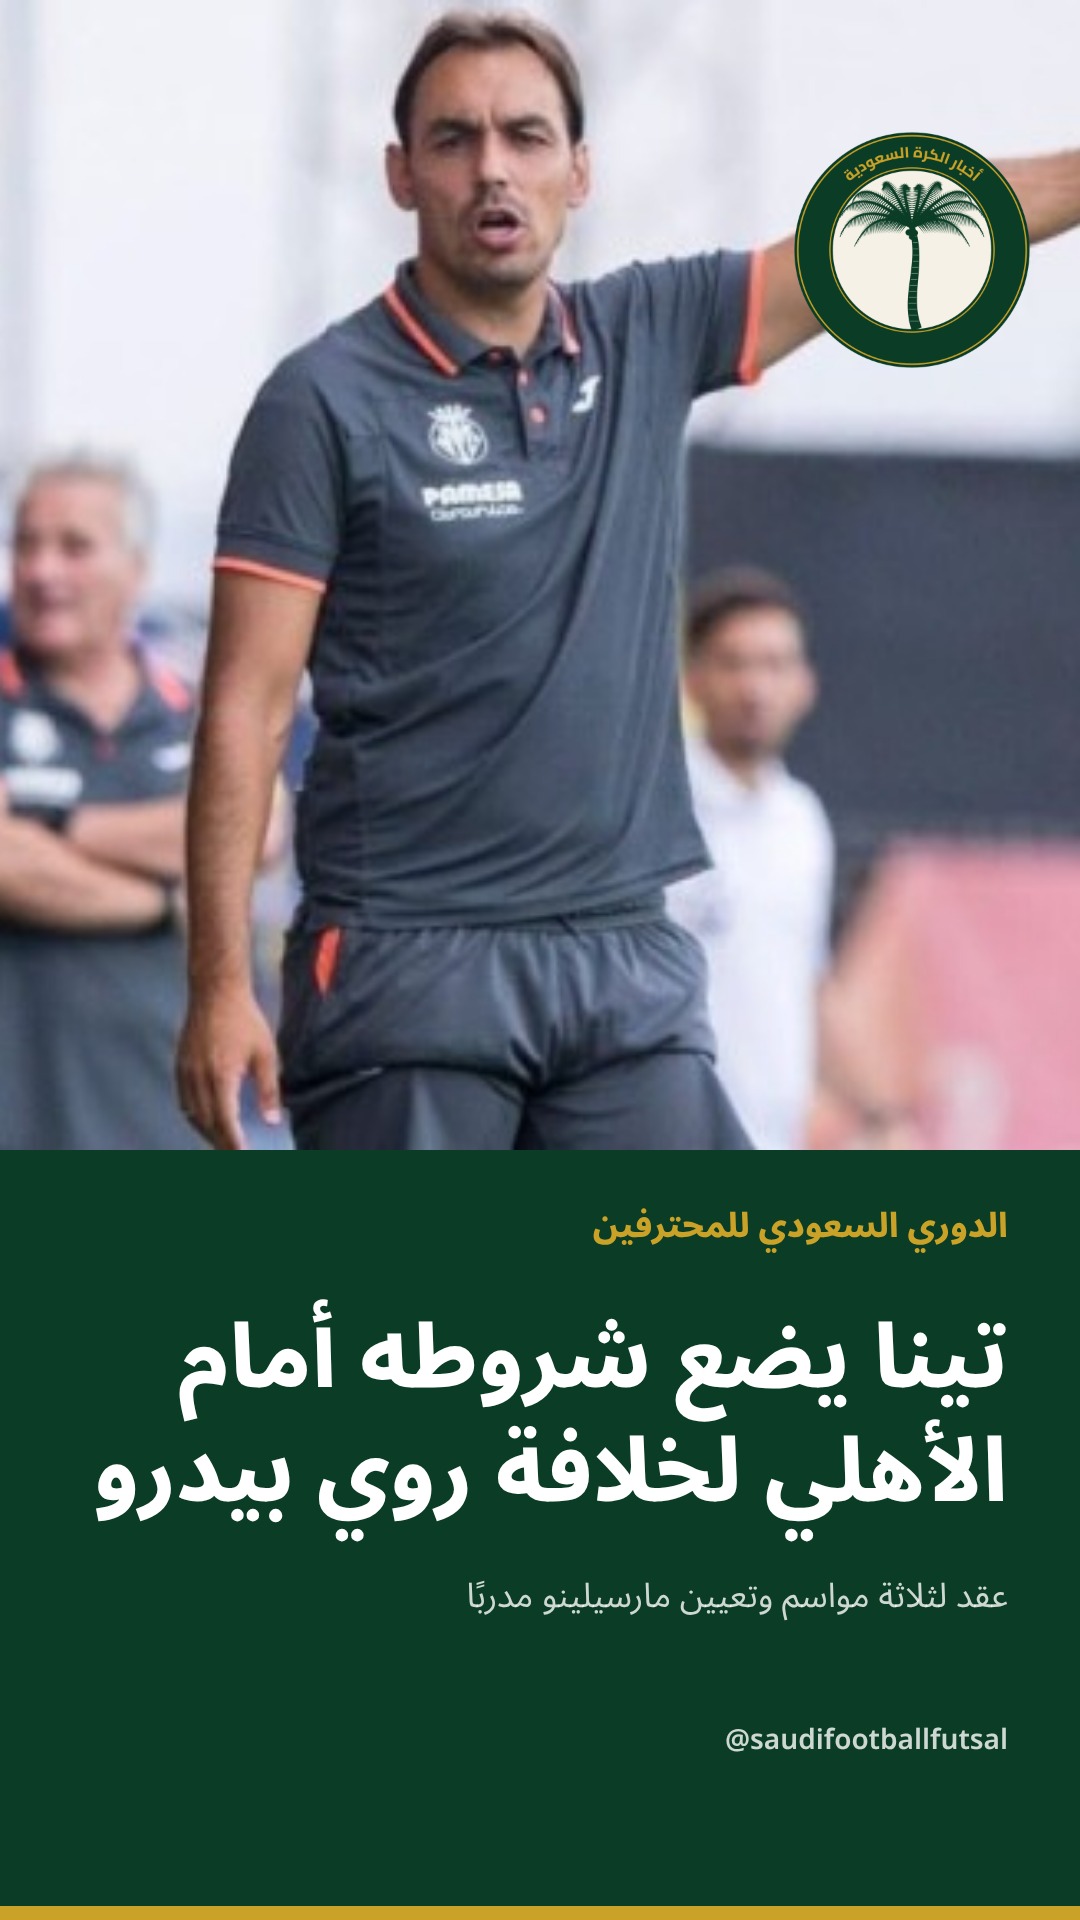 أخبار الكرة السعودية
PAMESA
Cerámica
الدوري السعودي للمحترفين
تينا يضع شروطه أمام
الأهلي لخلافة روي بيدرو
عقد لثلاثة مواسم وتعيين مارسيلينو مدربًا
@saudifootballfutsal